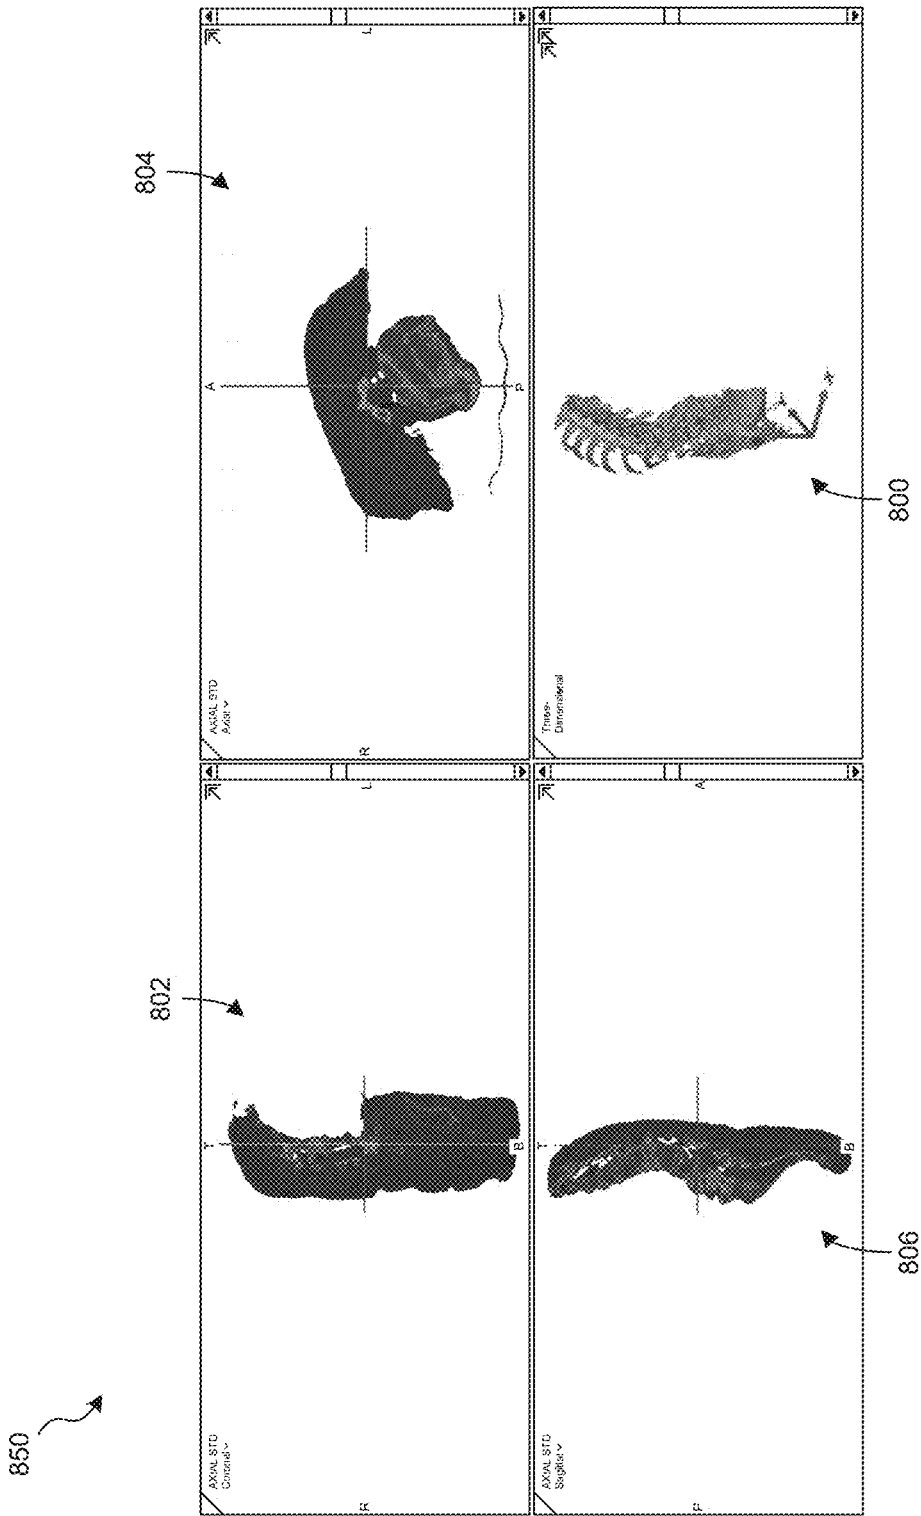 850
802
804
AXIAL STD
Coronal
T
R
L
B
AXIAL STD
Axial
A
R
L
P
AXIAL STD
Sagittal
T
P
A
B
Three-
Dimensional
806
800